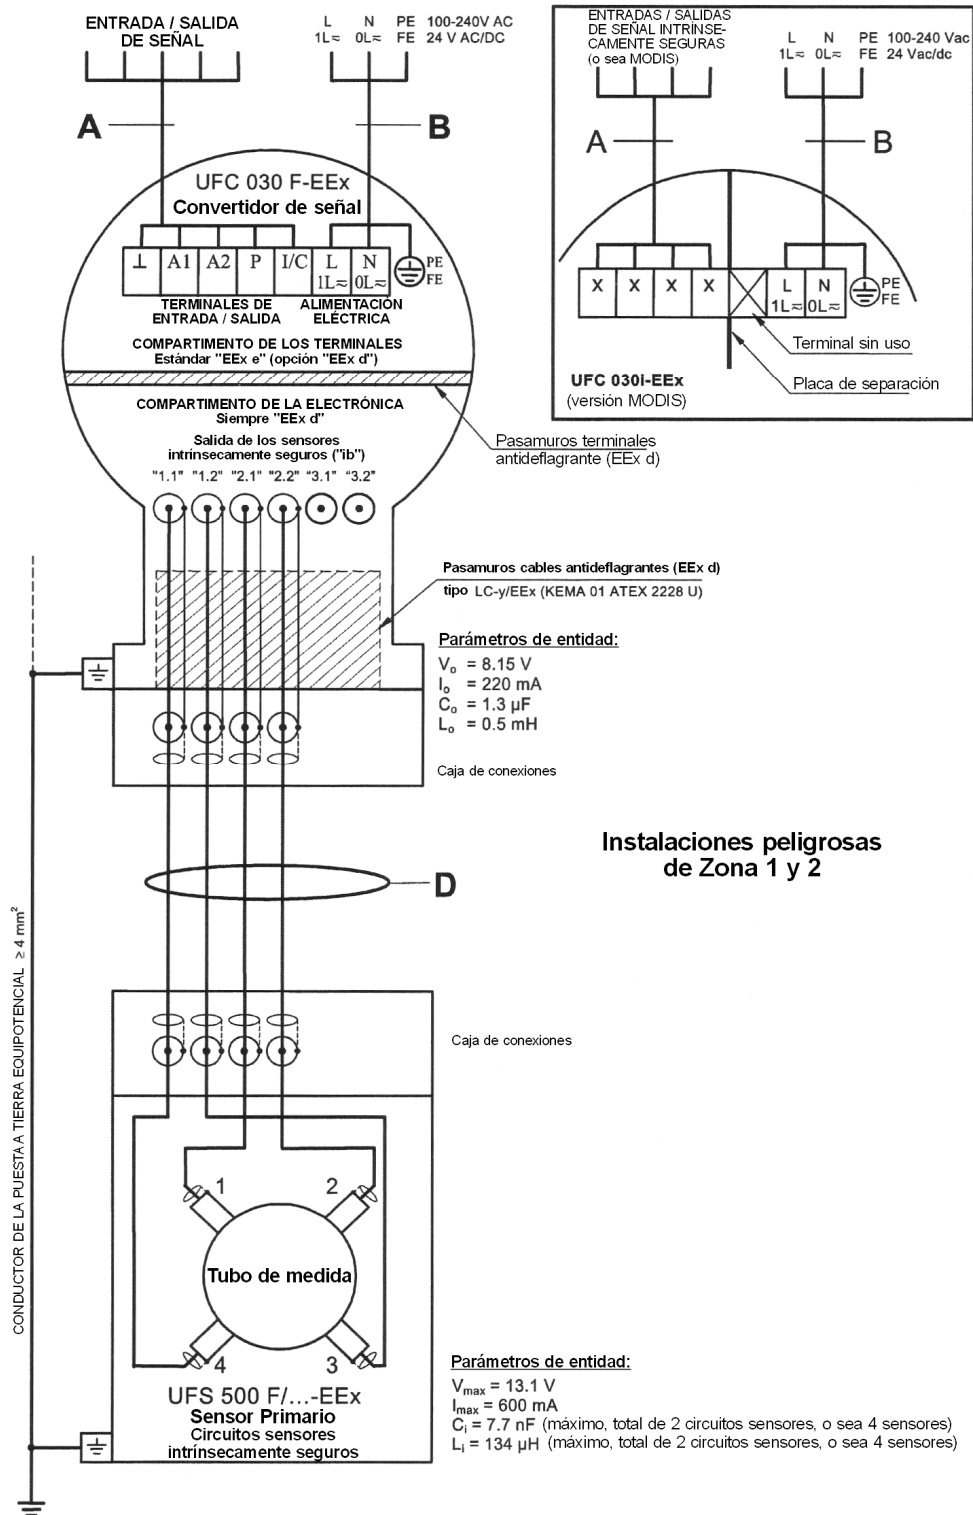 ENTRADA / SALIDA
DE SEÑAL
L N PE 100-240V AC
1L≂ 0L≂ FE 24 V AC/DC
A
B
UFC 030 F-EEx
Convertidor de señal
⊥ A1 A2 P I/C L N PE
1L≂ 0L≂ FE
TERMINALES DE
ENTRADA / SALIDA
ALIMENTACIÓN
ELÉCTRICA
COMPARTIMENTO DE LOS TERMINALES
Estándar "EEx e" (opción "EEx d")
COMPARTIMENTO DE LA ELECTRÓNICA
Siempre "EEx d"
Salida de los sensores
intrínsecamente seguros ("ib")
"1.1" "1.2" "2.1" "2.2" "3.1" "3.2"
ENTRADAS / SALIDAS
DE SEÑAL INTRÍNSE-
CAMENTE SEGURAS
(o sea MODIS)
L N PE 100-240 Vac
1L≂ 0L≂ FE 24 Vac/dc
A
B
X X X X L N PE
1L≂ 0L≂ FE
Terminal sin uso
Placa de separación
UFC 030i-EEx
(versión MODIS)
Pasamuros terminales
antideflagrante (EEx d)
Pasamuros cables antideflagrantes (EEx d)
tipo LC-y/EEx (KEMA 01 ATEX 2228 U)
Parámetros de entidad:
Vo = 8.15 V
Io = 220 mA
Co = 1.3 µF
Lo = 0.5 mH
Caja de conexiones
Instalaciones peligrosas
de Zona 1 y 2
D
CONDUCTOR DE LA PUESTA A TIERRA EQUIPOTENCIAL ≥ 4 mm²
Caja de conexiones
1 2
Tubo de medida
4 3
UFS 500 F/...-EEx
Sensor Primario
Circuitos sensores
intrínsecamente seguros
Parámetros de entidad:
Vmax = 13.1 V
Imax = 600 mA
Ci = 7.7 nF (máximo, total de 2 circuitos sensores, o sea 4 sensores)
Li = 134 µH (máximo, total de 2 circuitos sensores, o sea 4 sensores)